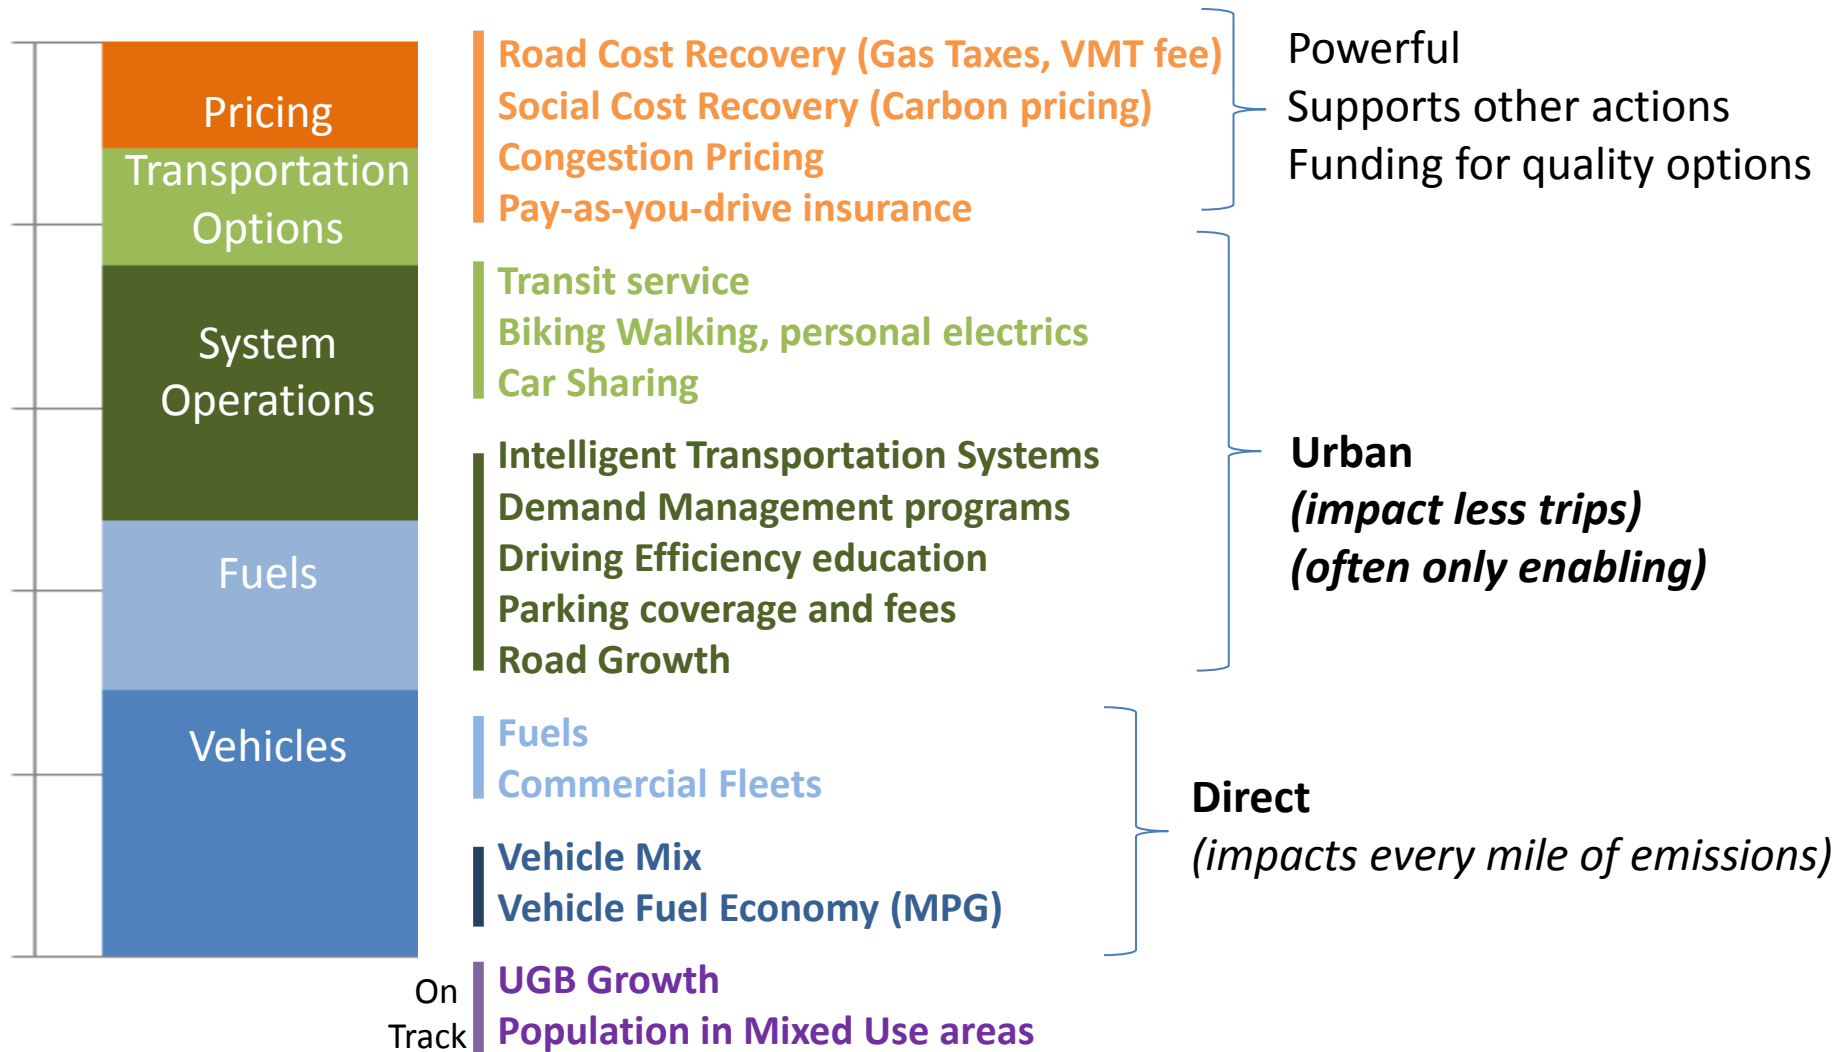 Pricing
Transportation
Options
System
Operations
Fuels
Vehicles
Road Cost Recovery (Gas Taxes, VMT fee)
Social Cost Recovery (Carbon pricing)
Congestion Pricing
Pay-as-you-drive insurance
Powerful
Supports other actions
Funding for quality options
Transit service
Biking Walking, personal electrics
Car Sharing
Intelligent Transportation Systems
Demand Management programs
Driving Efficiency education
Parking coverage and fees
Road Growth
Urban
(impact less trips)
(often only enabling)
Fuels
Commercial Fleets
Vehicle Mix
Vehicle Fuel Economy (MPG)
Direct
(impacts every mile of emissions)
On
Track
UGB Growth
Population in Mixed Use areas